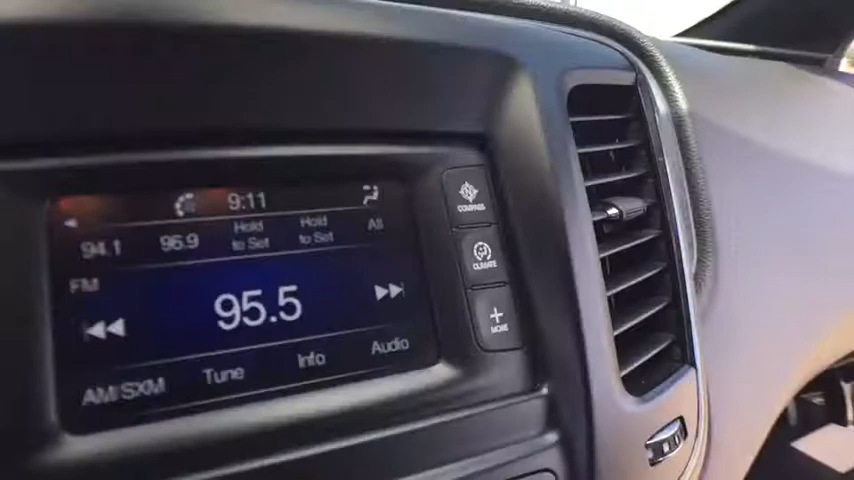 9:11
94.1 96.9 Hold to Set Hold to Set All
FM
95.5
AM/SXM Tune Info Audio
N
COMPASS
CLIMATE
+
MORE